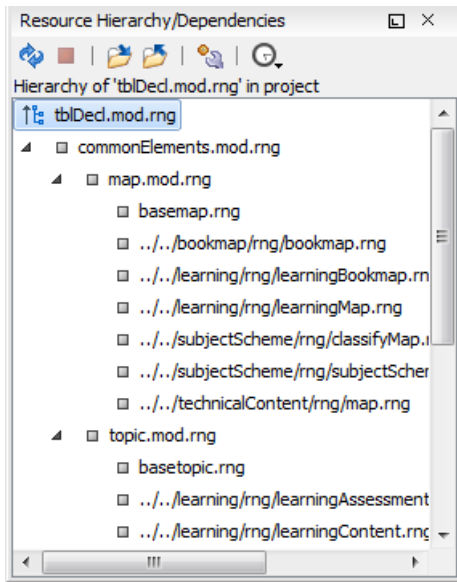 Resource Hierarchy/Dependencies
Hierarchy of 'tblDecl.mod.rng' in project
tblDecl.mod.rng
commonElements.mod.rng
map.mod.rng
basemap.rng
../../bookmap/rng/bookmap.rng
../../learning/rng/learningBookmap.rn
../../learning/rng/learningMap.rng
../../subjectScheme/rng/classifyMap.r
../../subjectScheme/rng/subjectScher
../../technicalContent/rng/map.rng
topic.mod.rng
basetopic.rng
../../learning/rng/learningAssessment
../../learning/rng/learningContent.rng